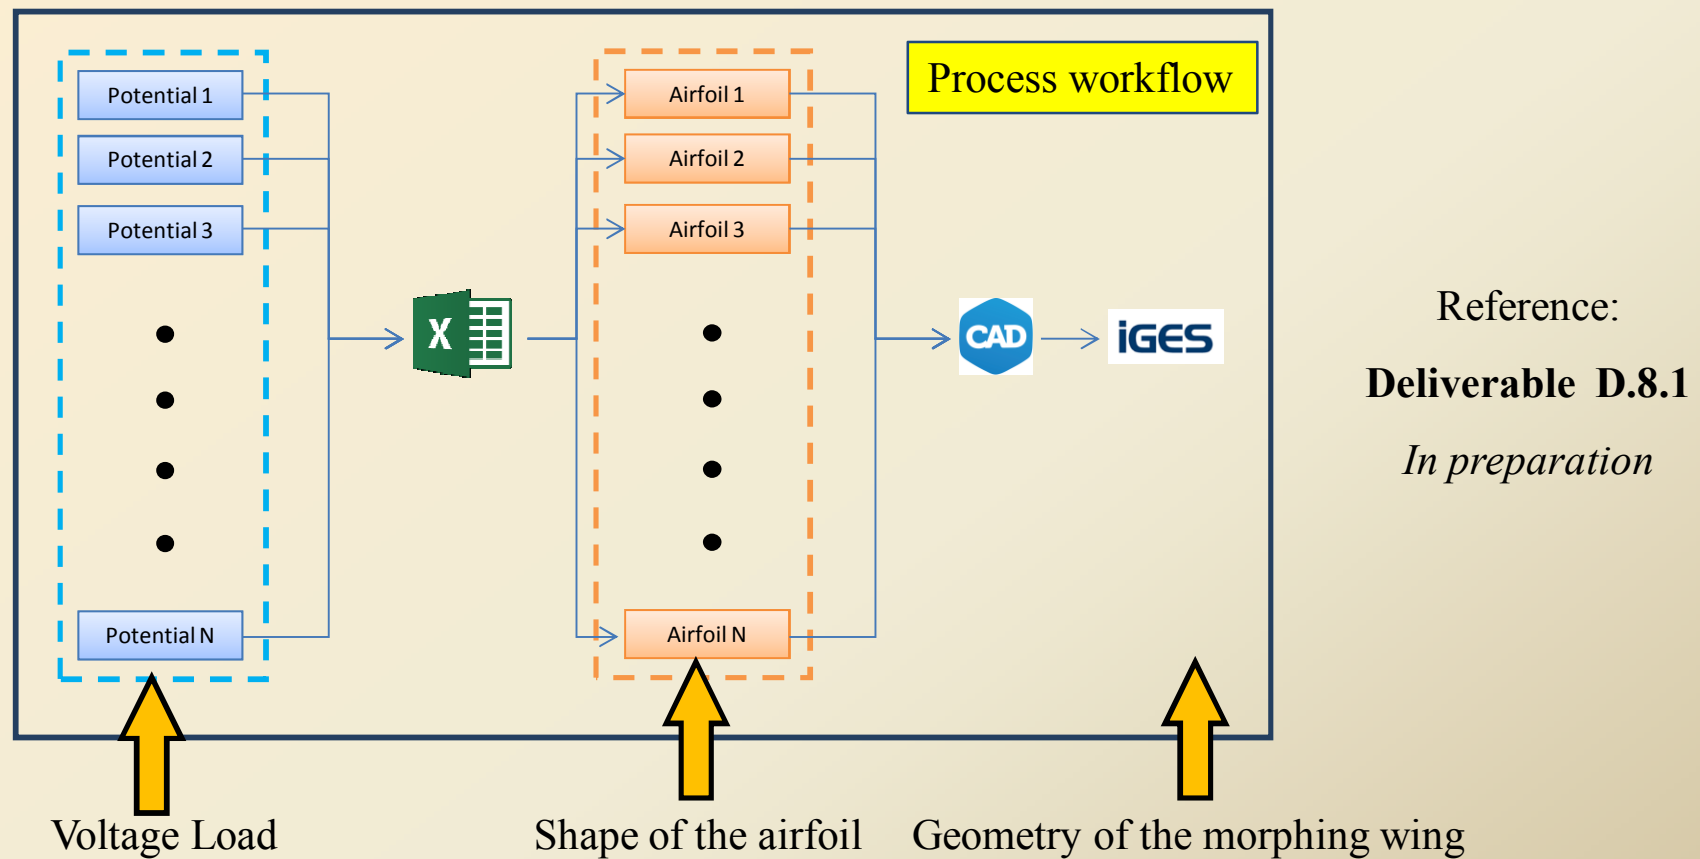 Process workflow
Potential 1
Potential 2
Potential 3
Potential N
X
Airfoil 1
Airfoil 2
Airfoil 3
Airfoil N
CAD
iGES
Reference:
Deliverable D.8.1
In preparation
Voltage Load
Shape of the airfoil
Geometry of the morphing wing